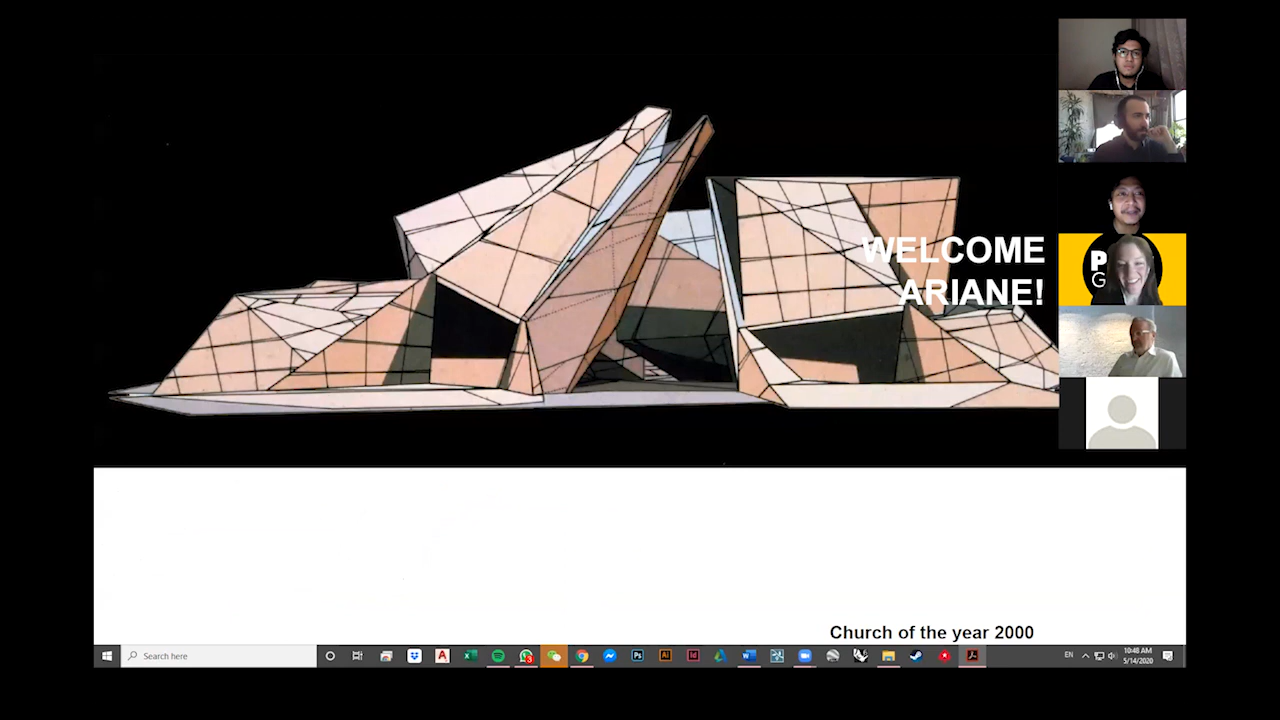 WELCOME
ARIANE!
Church of the year 2000
Search here
EN
10:48 AM
5/14/2020